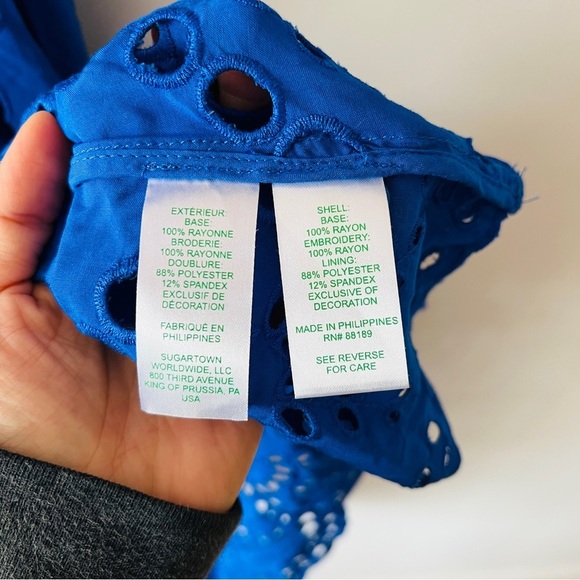 EXTÉRIEUR:
BASE:
100% RAYONNE
BRODERIE:
100% RAYONNE
DOUBLURE:
88% POLYESTER
12% SPANDEX
EXCLUSIF DE
DÉCORATION
FABRIQUÉ EN
PHILIPPINES
SUGARTOWN
WORLDWIDE, LLC
800 THIRD AVENUE
KING OF PRUSSIA, PA
USA
SHELL:
BASE:
100% RAYON
EMBROIDERY:
100% RAYON
LINING:
88% POLYESTER
12% SPANDEX
EXCLUSIVE OF
DECORATION
MADE IN PHILIPPINES
RN# 88189
SEE REVERSE
FOR CARE